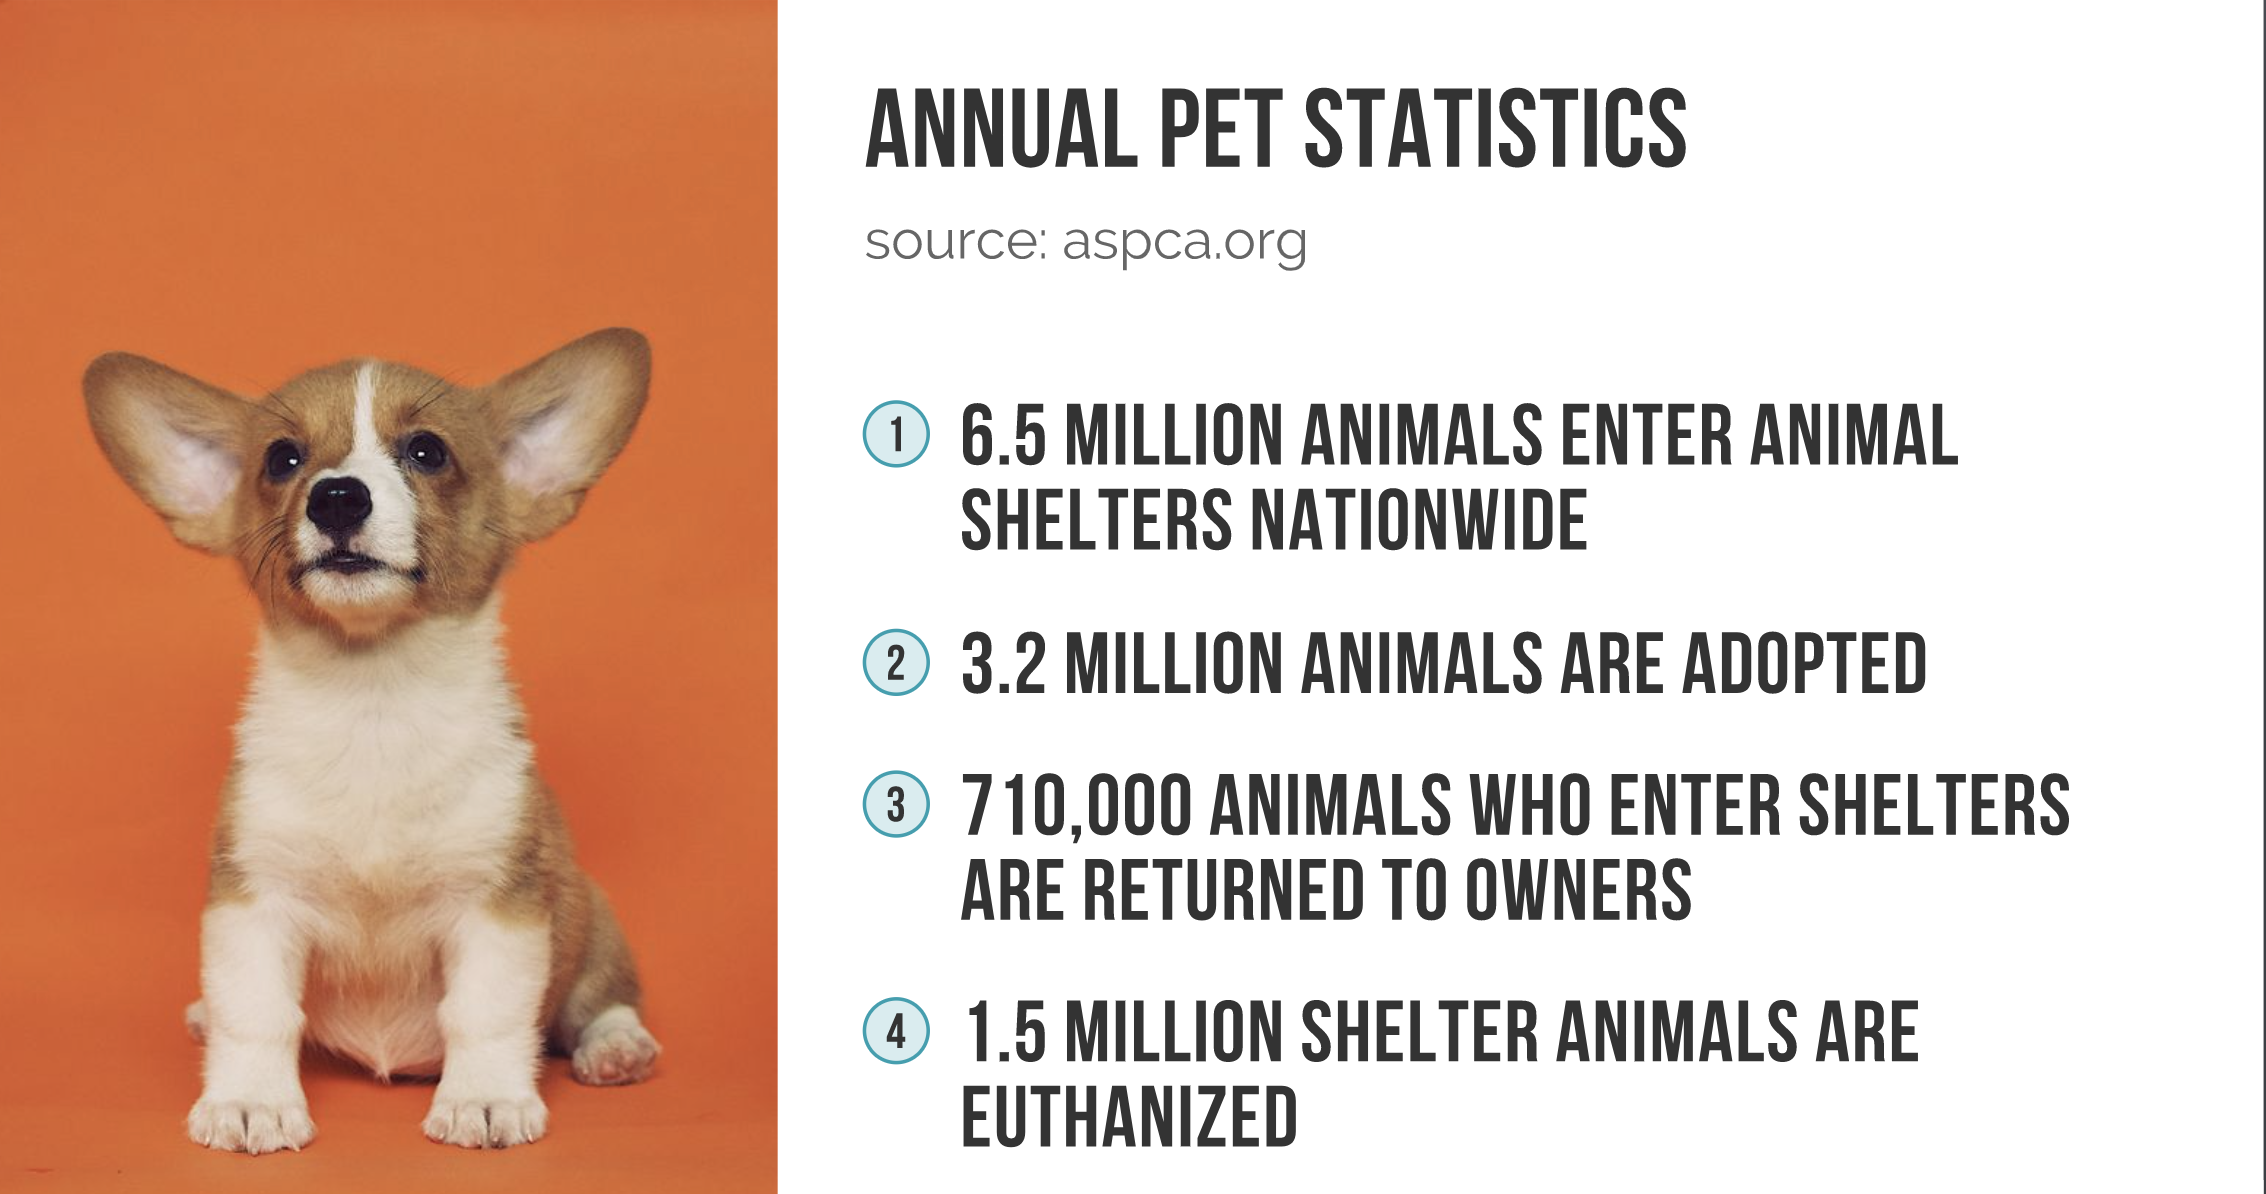 ANNUAL PET STATISTICS
source: aspca.org
1 6.5 MILLION ANIMALS ENTER ANIMAL
SHELTERS NATIONWIDE
2 3.2 MILLION ANIMALS ARE ADOPTED
3 710,000 ANIMALS WHO ENTER SHELTERS
ARE RETURNED TO OWNERS
4 1.5 MILLION SHELTER ANIMALS ARE
EUTHANIZED